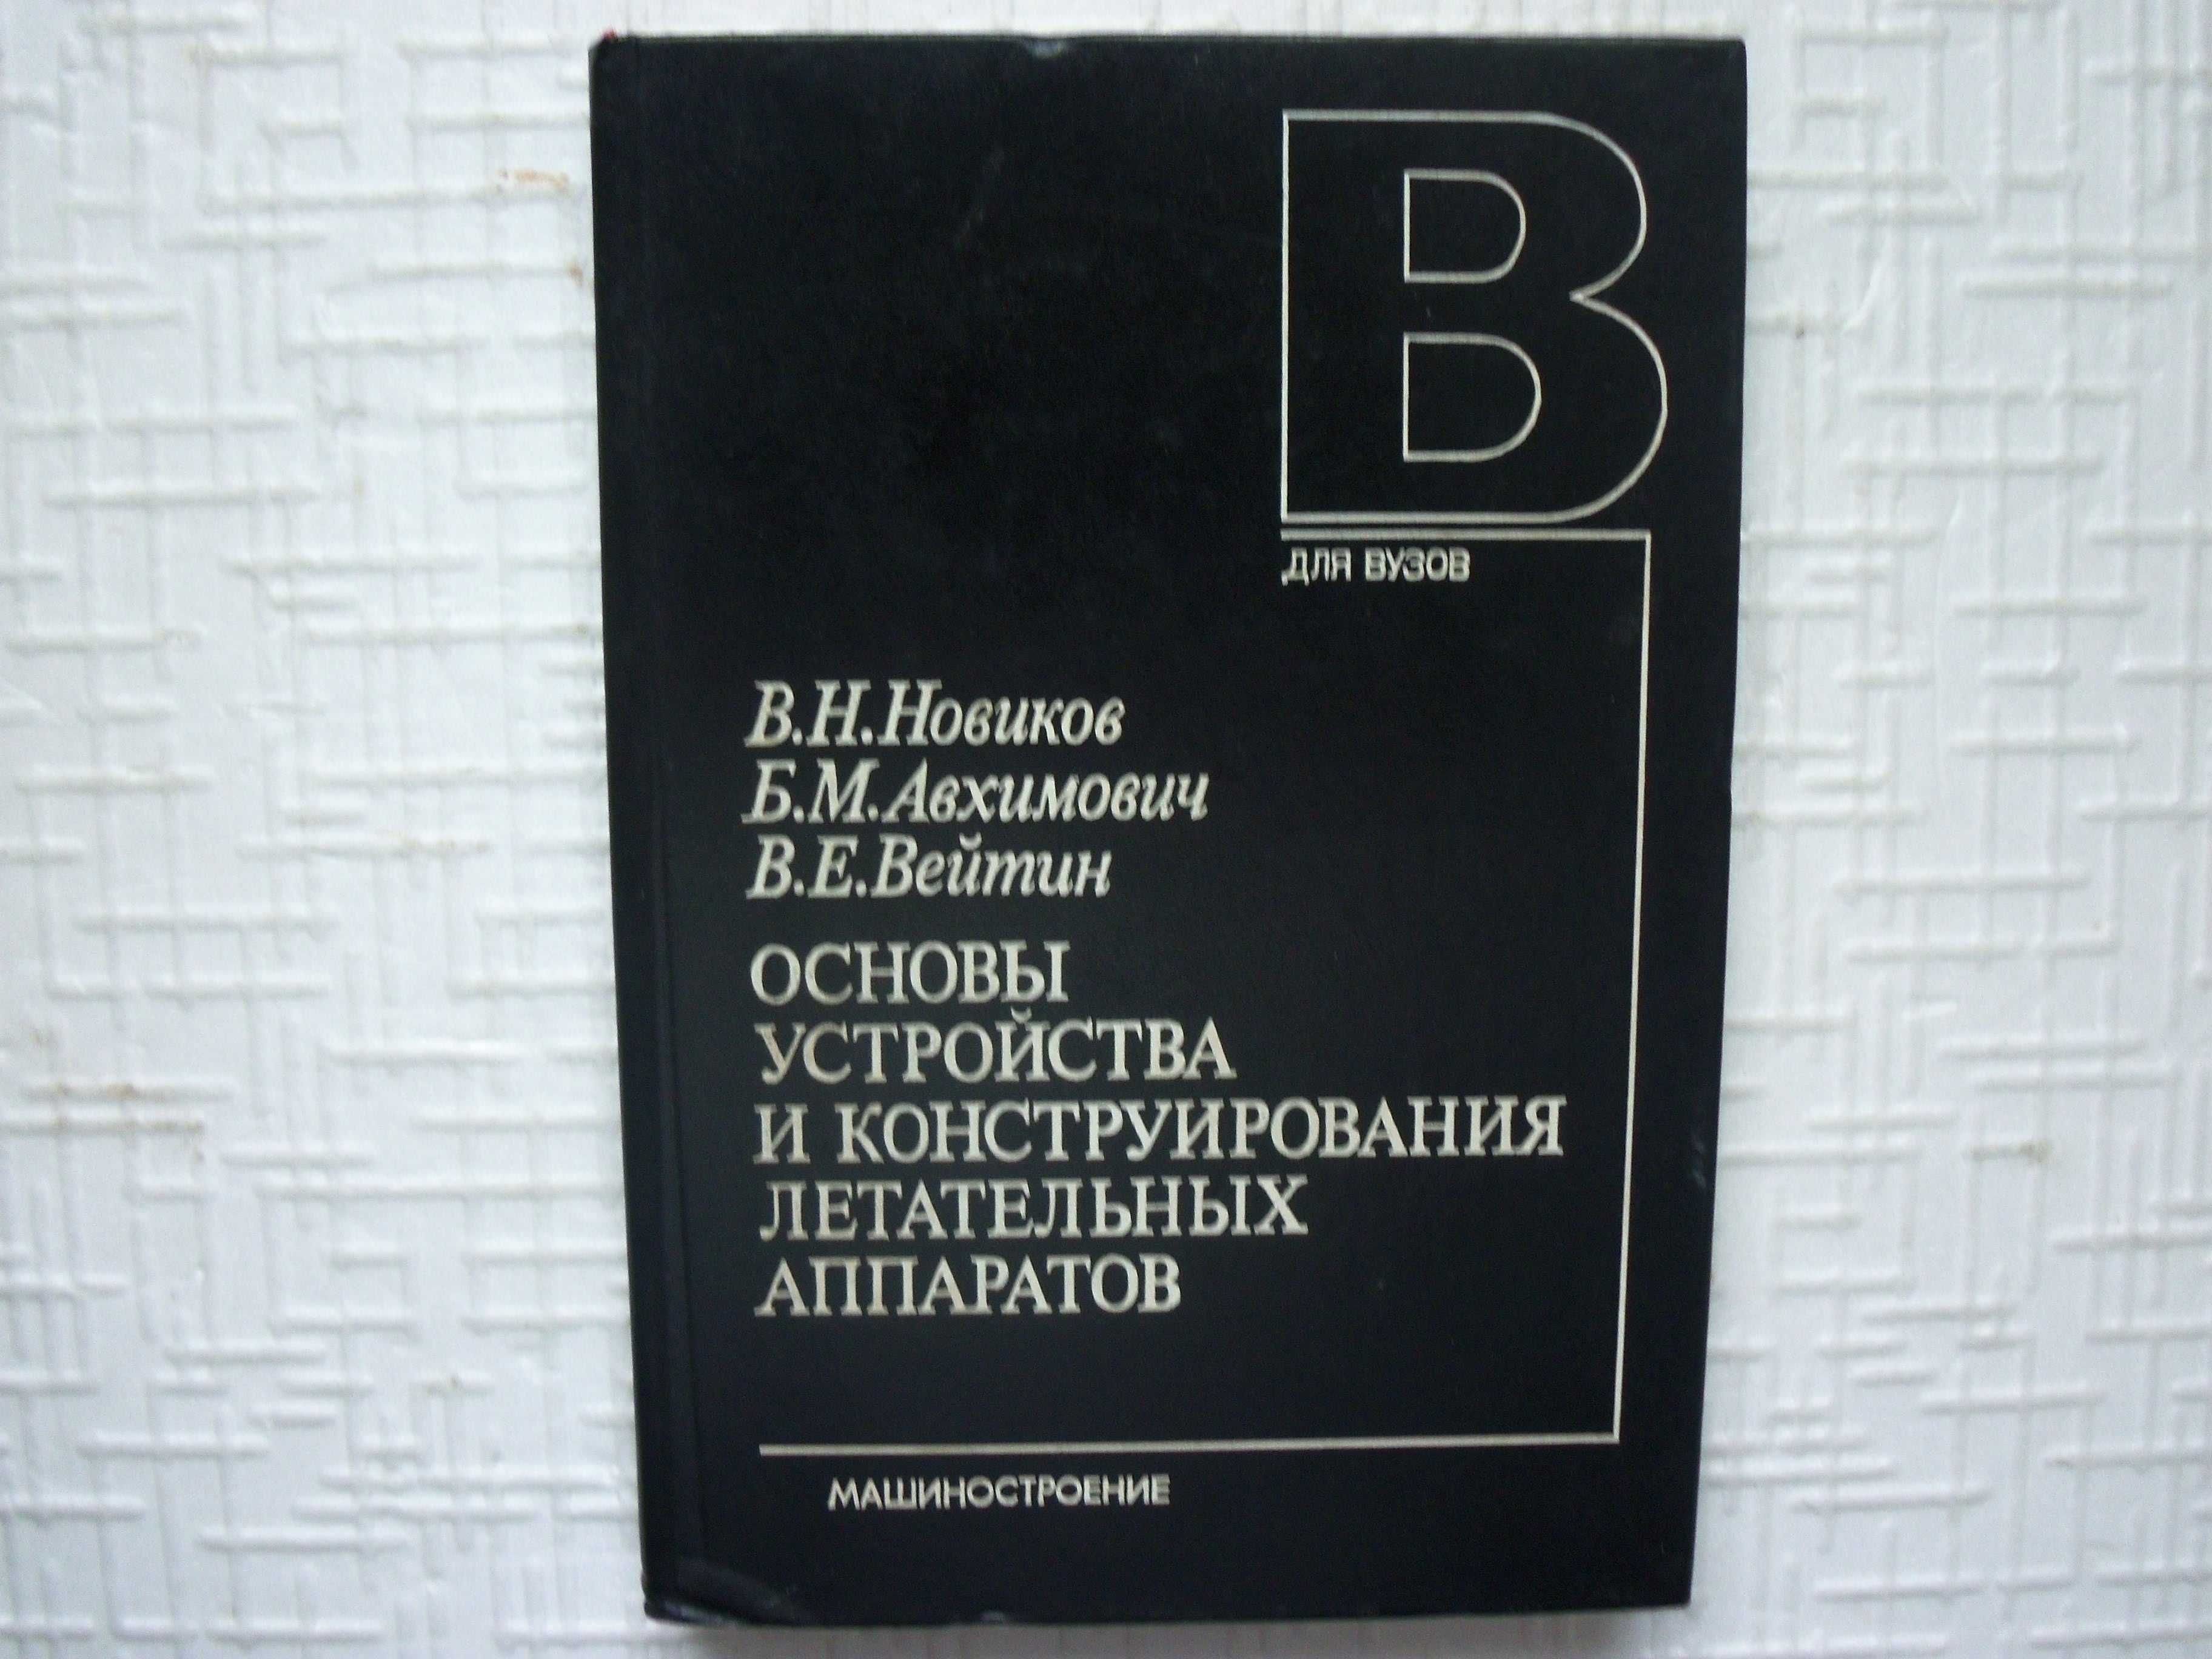 В
ДЛЯ ВУЗОВ
В.Н.Новиков
Б.М.Авхимович
В.Е.Вейтин
ОСНОВЫ
УСТРОЙСТВА
И КОНСТРУИРОВАНИЯ
ЛЕТАТЕЛЬНЫХ
АППАРАТОВ
МАШИНОСТРОЕНИЕ